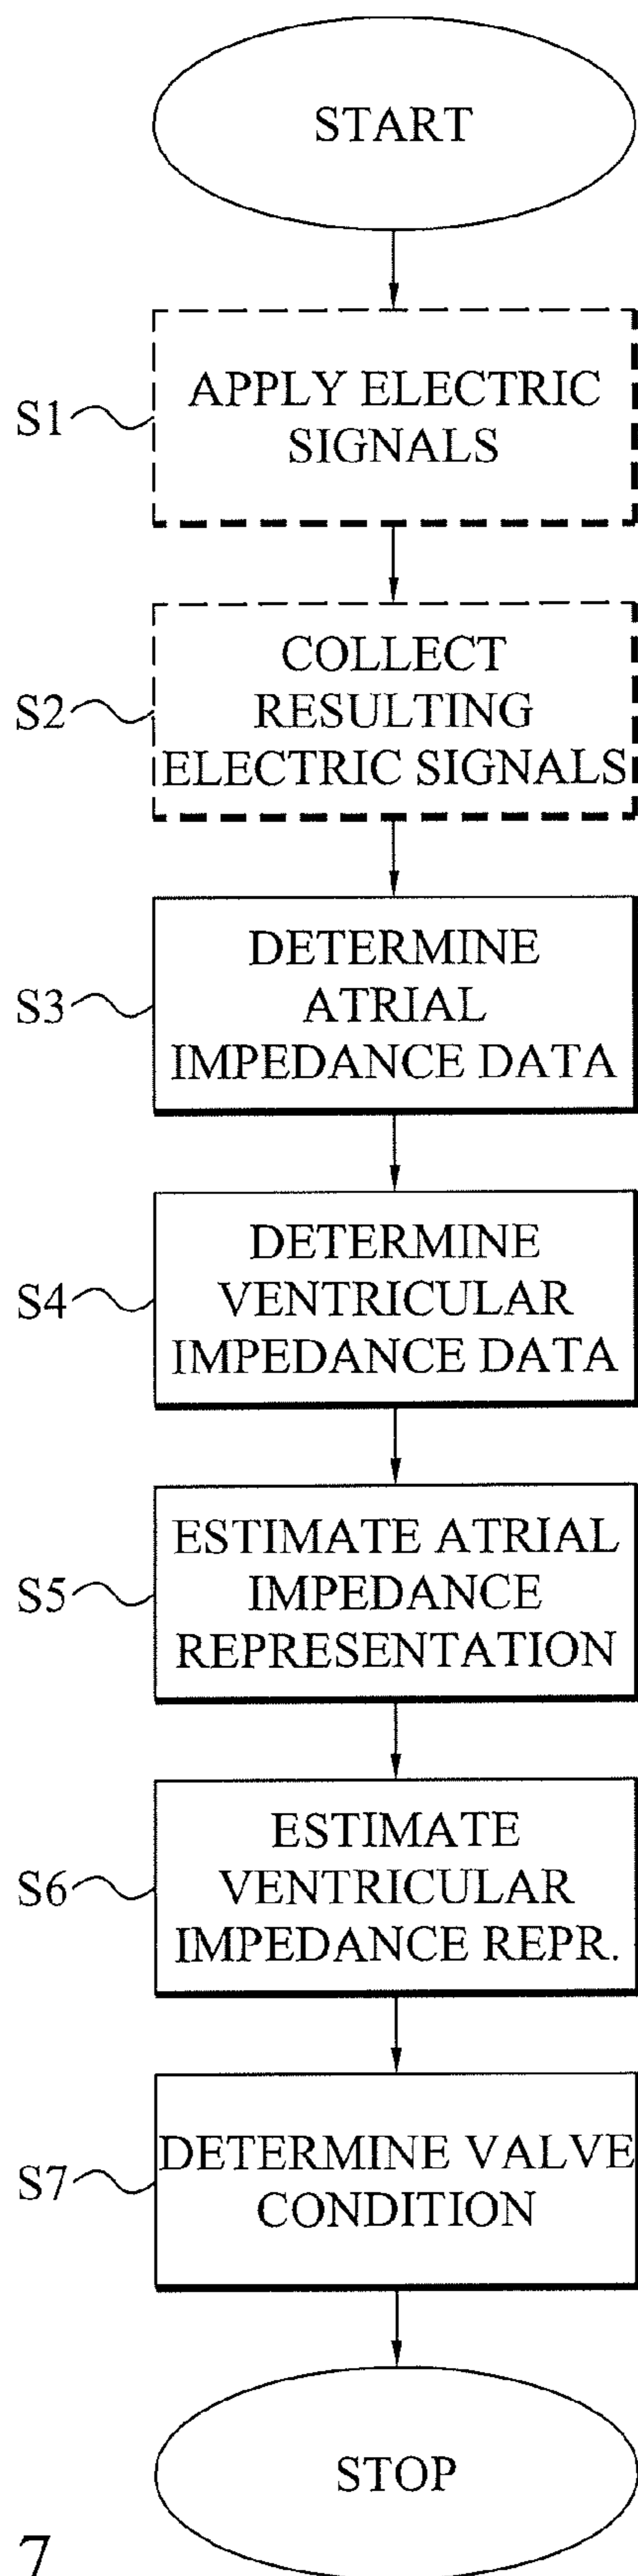 START
S1
APPLY ELECTRIC
SIGNALS
S2
COLLECT
RESULTING
ELECTRIC SIGNALS
S3
DETERMINE
ATRIAL
IMPEDANCE DATA
S4
DETERMINE
VENTRICULAR
IMPEDANCE DATA
S5
ESTIMATE ATRIAL
IMPEDANCE
REPRESENTATION
S6
ESTIMATE
VENTRICULAR
IMPEDANCE REPR.
S7
DETERMINE VALVE
CONDITION
STOP
7